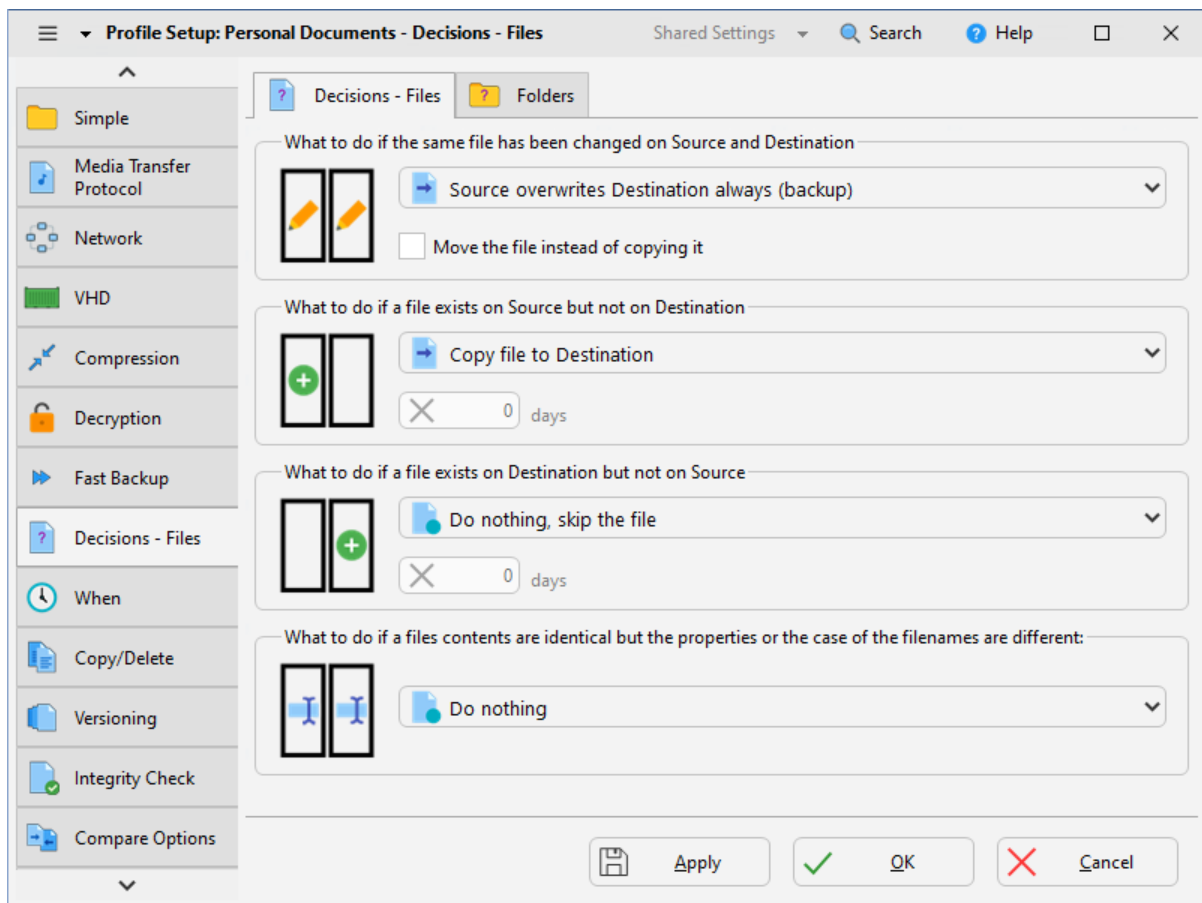 Profile Setup: Personal Documents - Decisions - Files
Shared Settings
Search
Help
Simple
Media Transfer
Protocol
Network
VHD
Compression
Decryption
Fast Backup
Decisions - Files
When
Copy/Delete
Versioning
Integrity Check
Compare Options
Decisions - Files
Folders
What to do if the same file has been changed on Source and Destination
Source overwrites Destination always (backup)
Move the file instead of copying it
What to do if a file exists on Source but not on Destination
Copy file to Destination
0 days
What to do if a file exists on Destination but not on Source
Do nothing, skip the file
0 days
What to do if a files contents are identical but the properties or the case of the filenames are different:
Do nothing
Apply
OK
Cancel